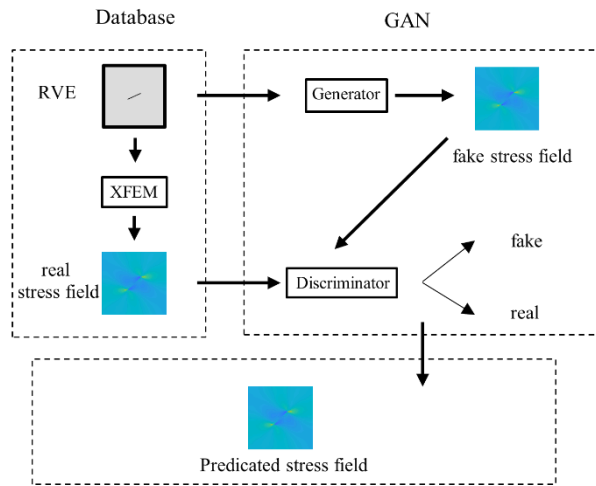 Database
GAN
RVE
Generator
fake stress field
XFEM
real
stress field
Discriminator
fake
real
Predicated stress field